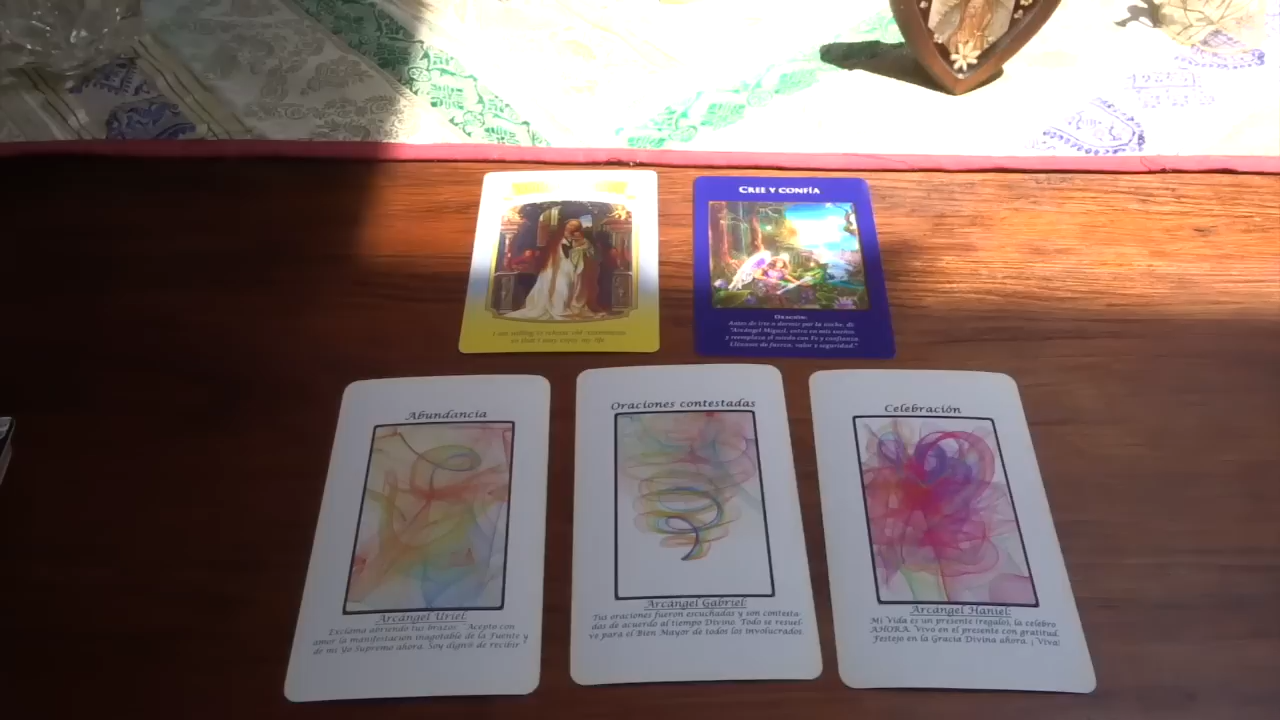 CREE Y CONFÍA
I am willing to release old resentments
so that I may enjoy my life
ORACIÓN:
Antes de irte a dormir por la noche, di:
"Arcángel Miguel, entra en mis sueños
y reemplaza el miedo con Fe y confianza.
Lléname de fuerza, valor y seguridad."
Abundancia
Arcángel Uriel:
Exclama abriendo tus brazos: "Acepto con
amor la manifestación inagotable de la Fuente y
de mi Yo Supremo ahora. Soy dign@ de recibir"
Oraciones contestadas
Arcángel Gabriel:
Tus oraciones fueron escuchadas y son contesta-
das de acuerdo al tiempo Divino. Todo se resuel-
ve para el Bien Mayor de todos los involucrados
Celebración
Arcángel Haniel:
Mi Vida es un presente (regalo), la celebro
AHORA. Vivo en el presente con gratitud.
Festejo en la Gracia Divina ahora. ¡Viva!